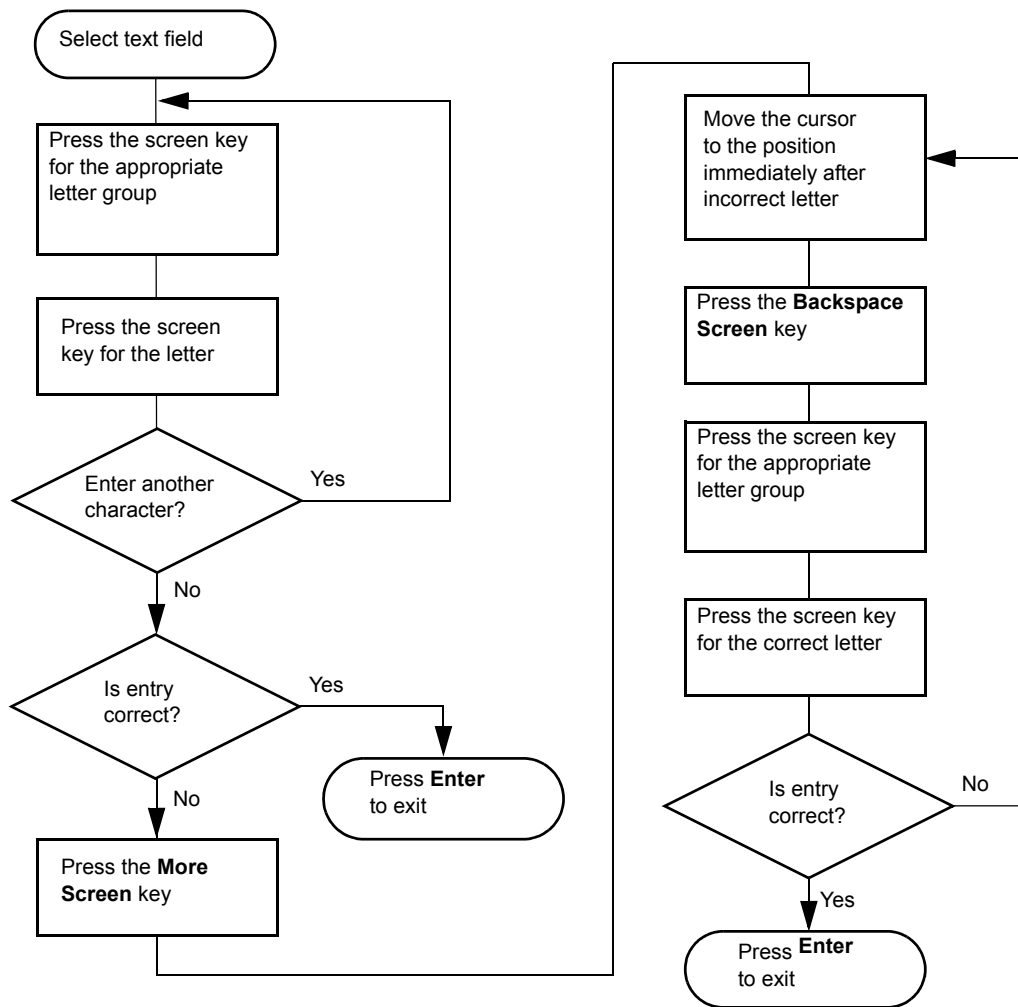 Select text field
Press the screen key
for the appropriate
letter group
Press the screen
key for the letter
Enter another
character?
Yes
No
Is entry
correct?
Yes
No
Press Enter
to exit
Press the More
Screen key
Move the cursor
to the position
immediately after
incorrect letter
Press the Backspace
Screen key
Press the screen key
for the appropriate
letter group
Press the screen key
for the correct letter
Is entry
correct?
No
Yes
Press Enter
to exit